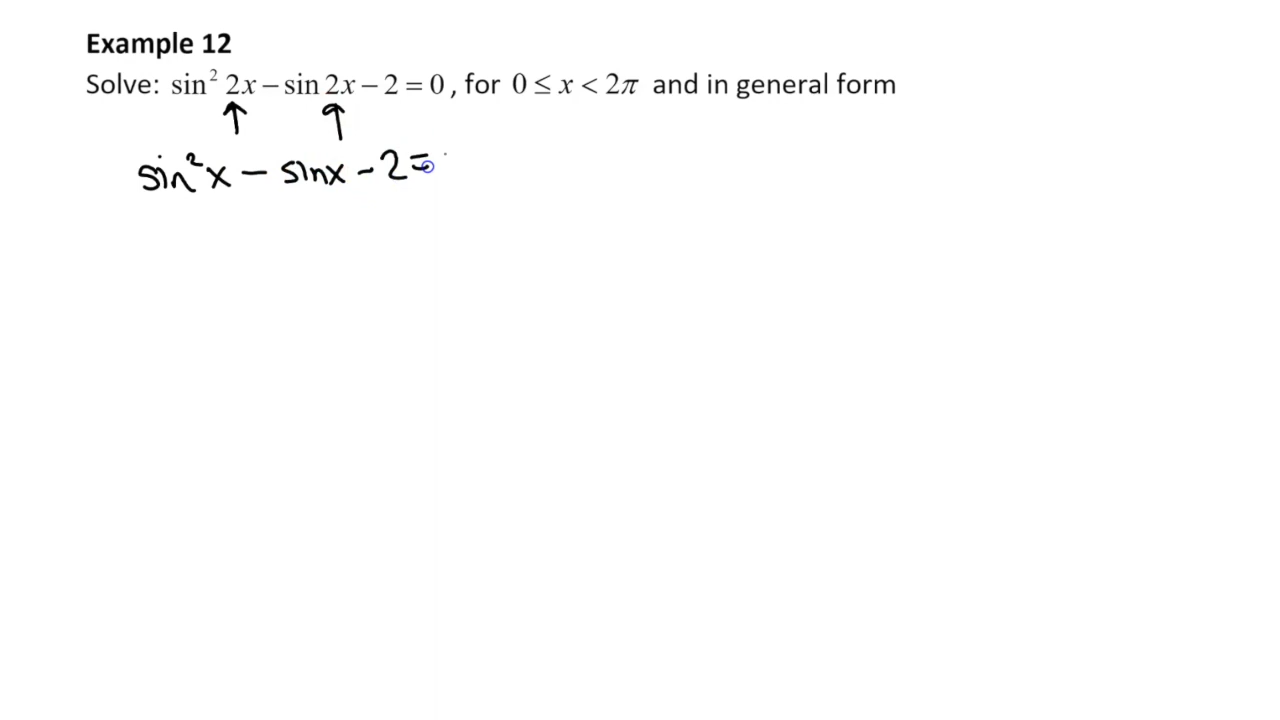 Example 12
Solve: sin² 2x − sin 2x − 2 = 0 , for 0 ≤ x < 2π and in general form
sin²x − sinx − 2 =